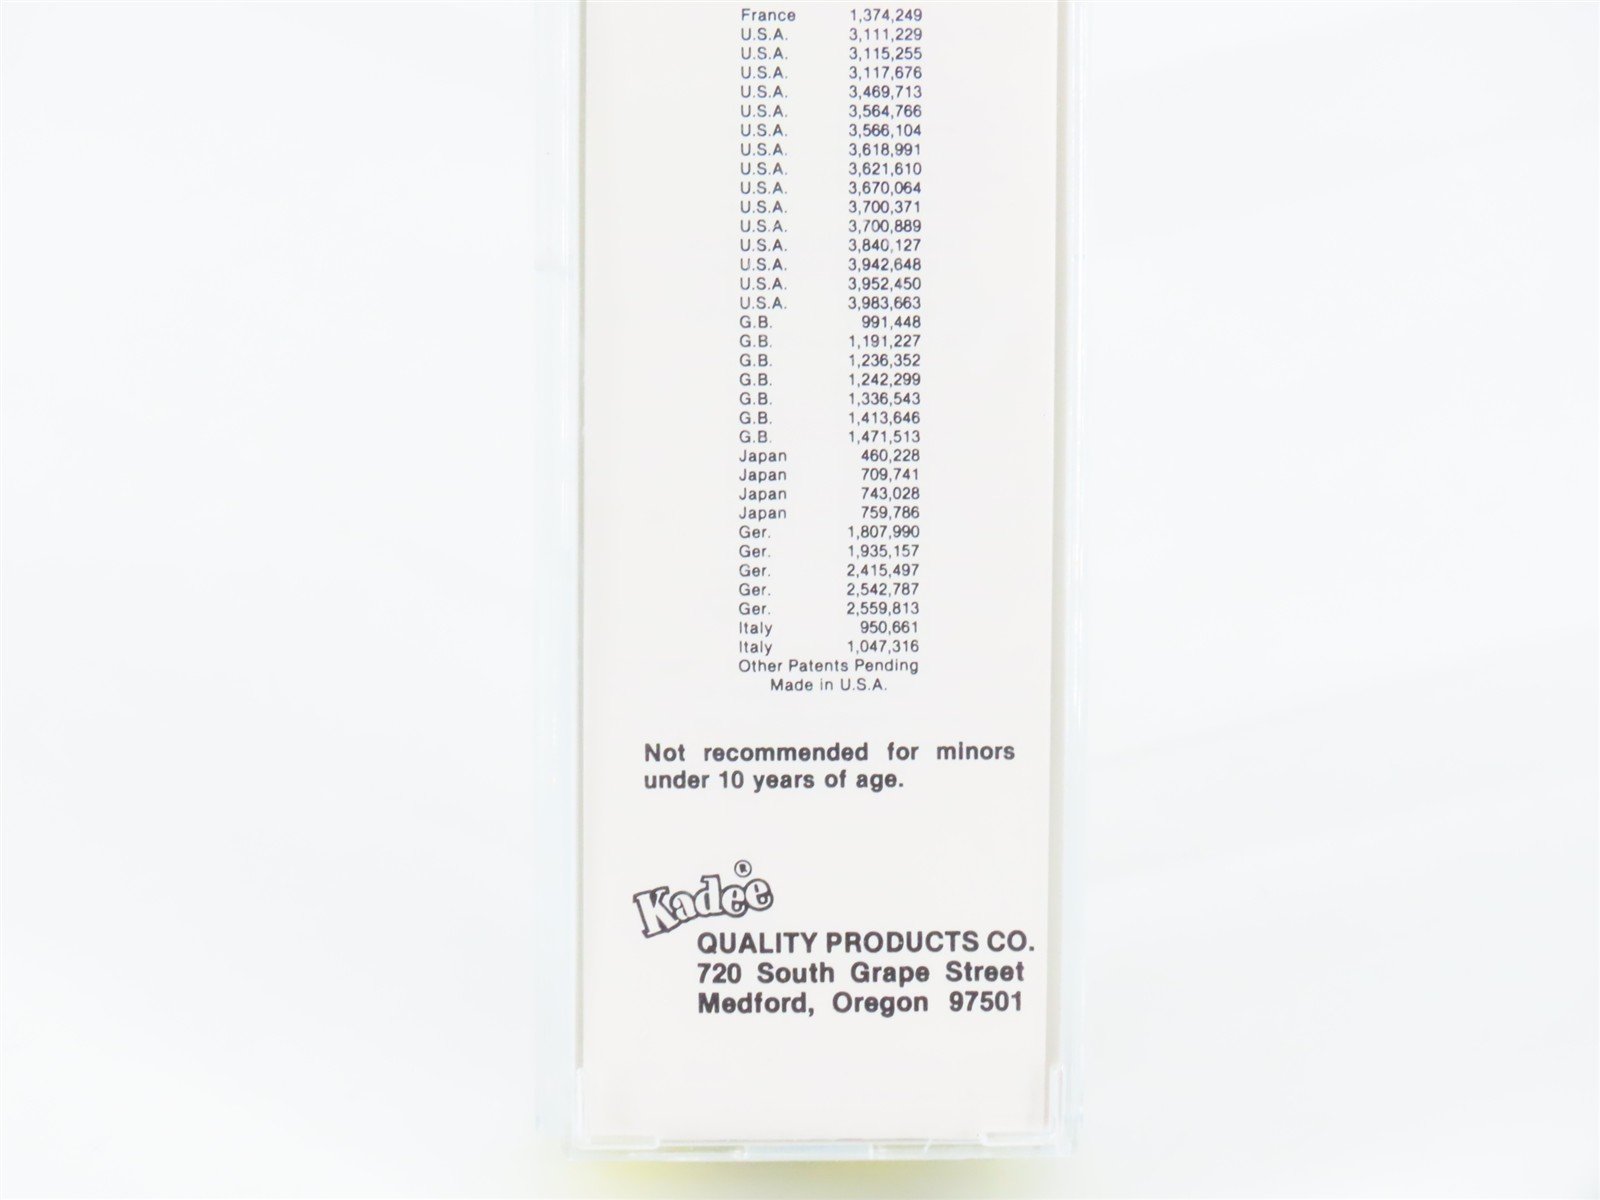 France 1,374,249
U.S.A. 3,111,229
U.S.A. 3,115,255
U.S.A. 3,117,676
U.S.A. 3,469,713
U.S.A. 3,564,766
U.S.A. 3,566,104
U.S.A. 3,618,991
U.S.A. 3,621,610
U.S.A. 3,670,064
U.S.A. 3,700,371
U.S.A. 3,700,889
U.S.A. 3,840,127
U.S.A. 3,942,648
U.S.A. 3,952,450
U.S.A. 3,983,663
G.B. 991,448
G.B. 1,191,227
G.B. 1,236,352
G.B. 1,242,299
G.B. 1,336,543
G.B. 1,413,646
G.B. 1,471,513
Japan 460,228
Japan 709,741
Japan 743,028
Japan 759,786
Ger. 1,807,990
Ger. 1,935,157
Ger. 2,415,497
Ger. 2,542,787
Ger. 2,559,813
Italy 950,661
Italy 1,047,316
Other Patents Pending
Made in U.S.A.
Not recommended for minors
under 10 years of age.
Kadee®
QUALITY PRODUCTS CO.
720 South Grape Street
Medford, Oregon 97501